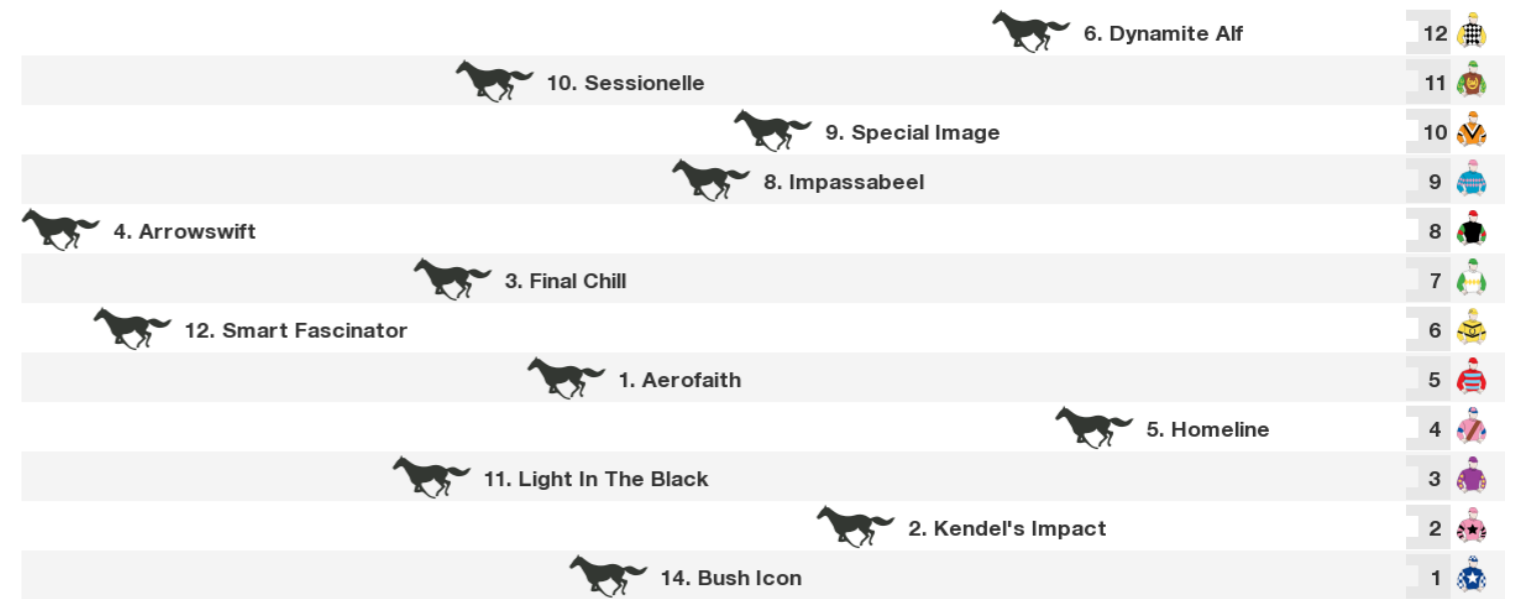 6. Dynamite Alf 12
10. Sessionelle 11
9. Special Image 10
8. Impassabeel 9
4. Arrowswift 8
3. Final Chill 7
12. Smart Fascinator 6
1. Aerofaith 5
5. Homeline 4
11. Light In The Black 3
2. Kendel's Impact 2
14. Bush Icon 1